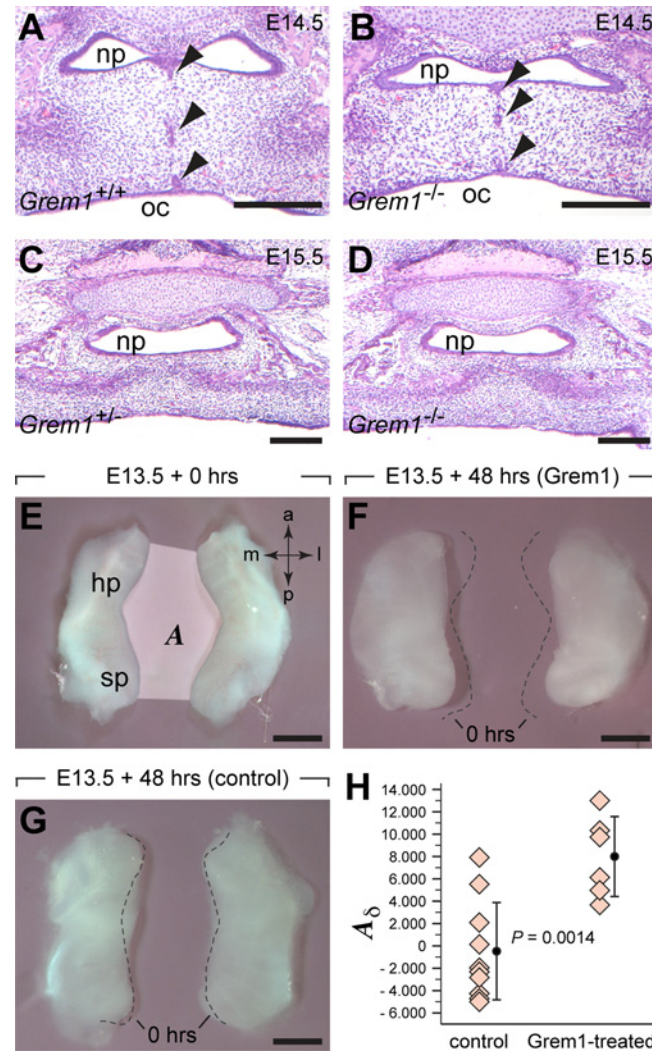 A
E14.5
np
Grem1+/+
oc
B
E14.5
np
Grem1-/-
oc
C
E15.5
np
Grem1+/-
D
E15.5
np
Grem1-/-
E13.5 + 0 hrs
E
a
m
l
p
hp
A
sp
E13.5 + 48 hrs (Grem1)
F
0 hrs
E13.5 + 48 hrs (control)
G
0 hrs
H
14.000
12.000
10.000
8.000
6.000
4.000
2.000
0
- 2.000
- 4.000
- 6.000
Aδ
P = 0.0014
control
Grem1-treated